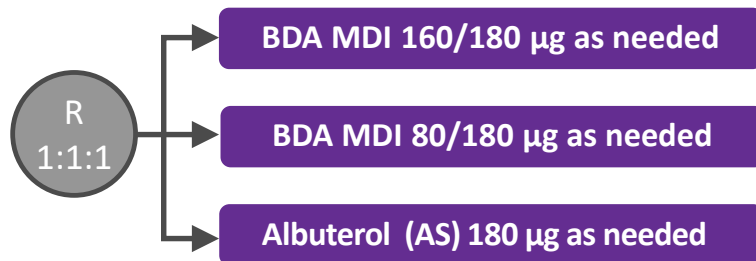 BDA MDI 160/180 µg as needed
R
1:1:1
BDA MDI 80/180 µg as needed
Albuterol (AS) 180 µg as needed